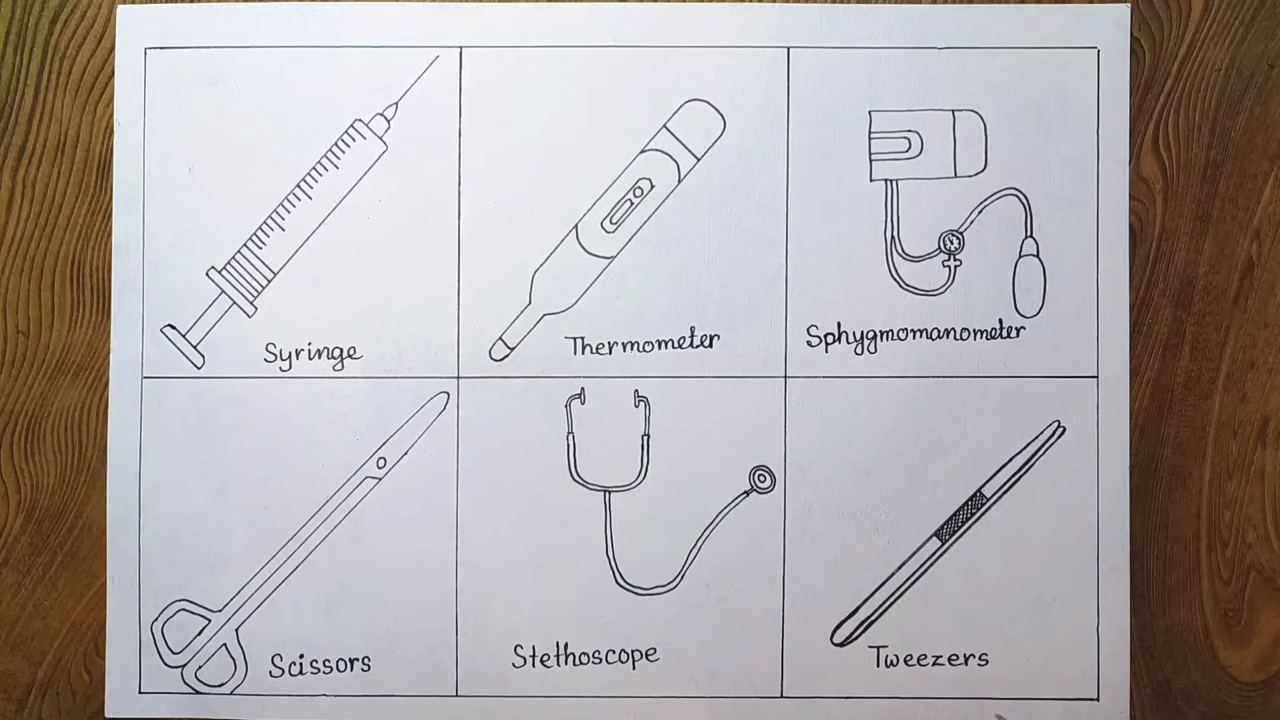 Syringe
Thermometer
Sphygmomanometer
Scissors
Stethoscope
Tweezers